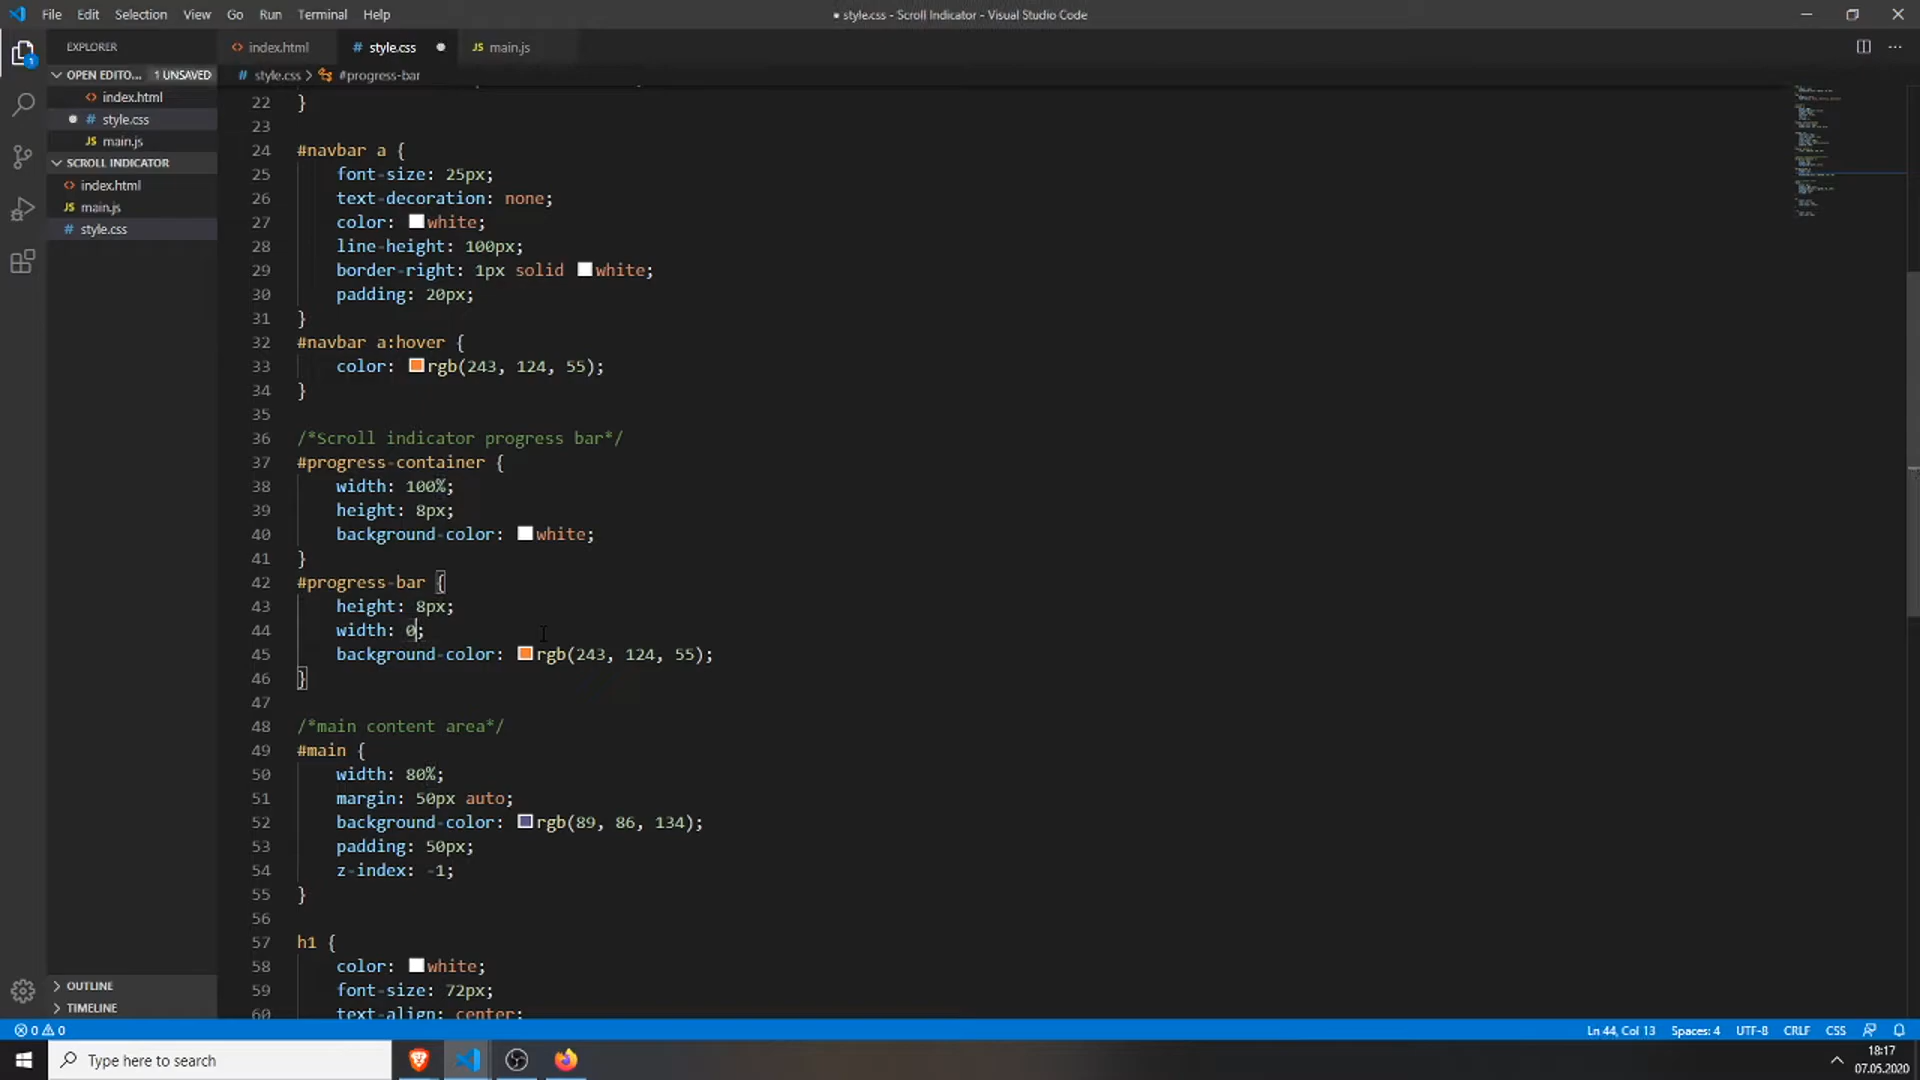 File Edit Selection View Go Run Terminal Help
● style.css - Scroll Indicator - Visual Studio Code
EXPLORER
<> index.html
# style.css ●
JS main.js
OPEN EDITO... 1 UNSAVED
# style.css > #progress-bar
<> index.html
● # style.css
JS main.js
SCROLL INDICATOR
<> index.html
JS main.js
# style.css
22 }
23
24 #navbar a {
25 font-size: 25px;
26 text-decoration: none;
27 color: white;
28 line-height: 100px;
29 border-right: 1px solid white;
30 padding: 20px;
31 }
32 #navbar a:hover {
33 color: rgb(243, 124, 55);
34 }
35
36 /*Scroll indicator progress bar*/
37 #progress-container {
38 width: 100%;
39 height: 8px;
40 background-color: white;
41 }
42 #progress-bar {
43 height: 8px;
44 width: 0;
45 background-color: rgb(243, 124, 55);
46 }
47
48 /*main content area*/
49 #main {
50 width: 80%;
51 margin: 50px auto;
52 background-color: rgb(89, 86, 134);
53 padding: 50px;
54 z-index: -1;
55 }
56
57 h1 {
58 color: white;
59 font-size: 72px;
60 text-align: center;
OUTLINE
TIMELINE
0 0
Ln 44, Col 13 Spaces: 4 UTF-8 CRLF CSS
Type here to search
18:17
07.05.2020
1